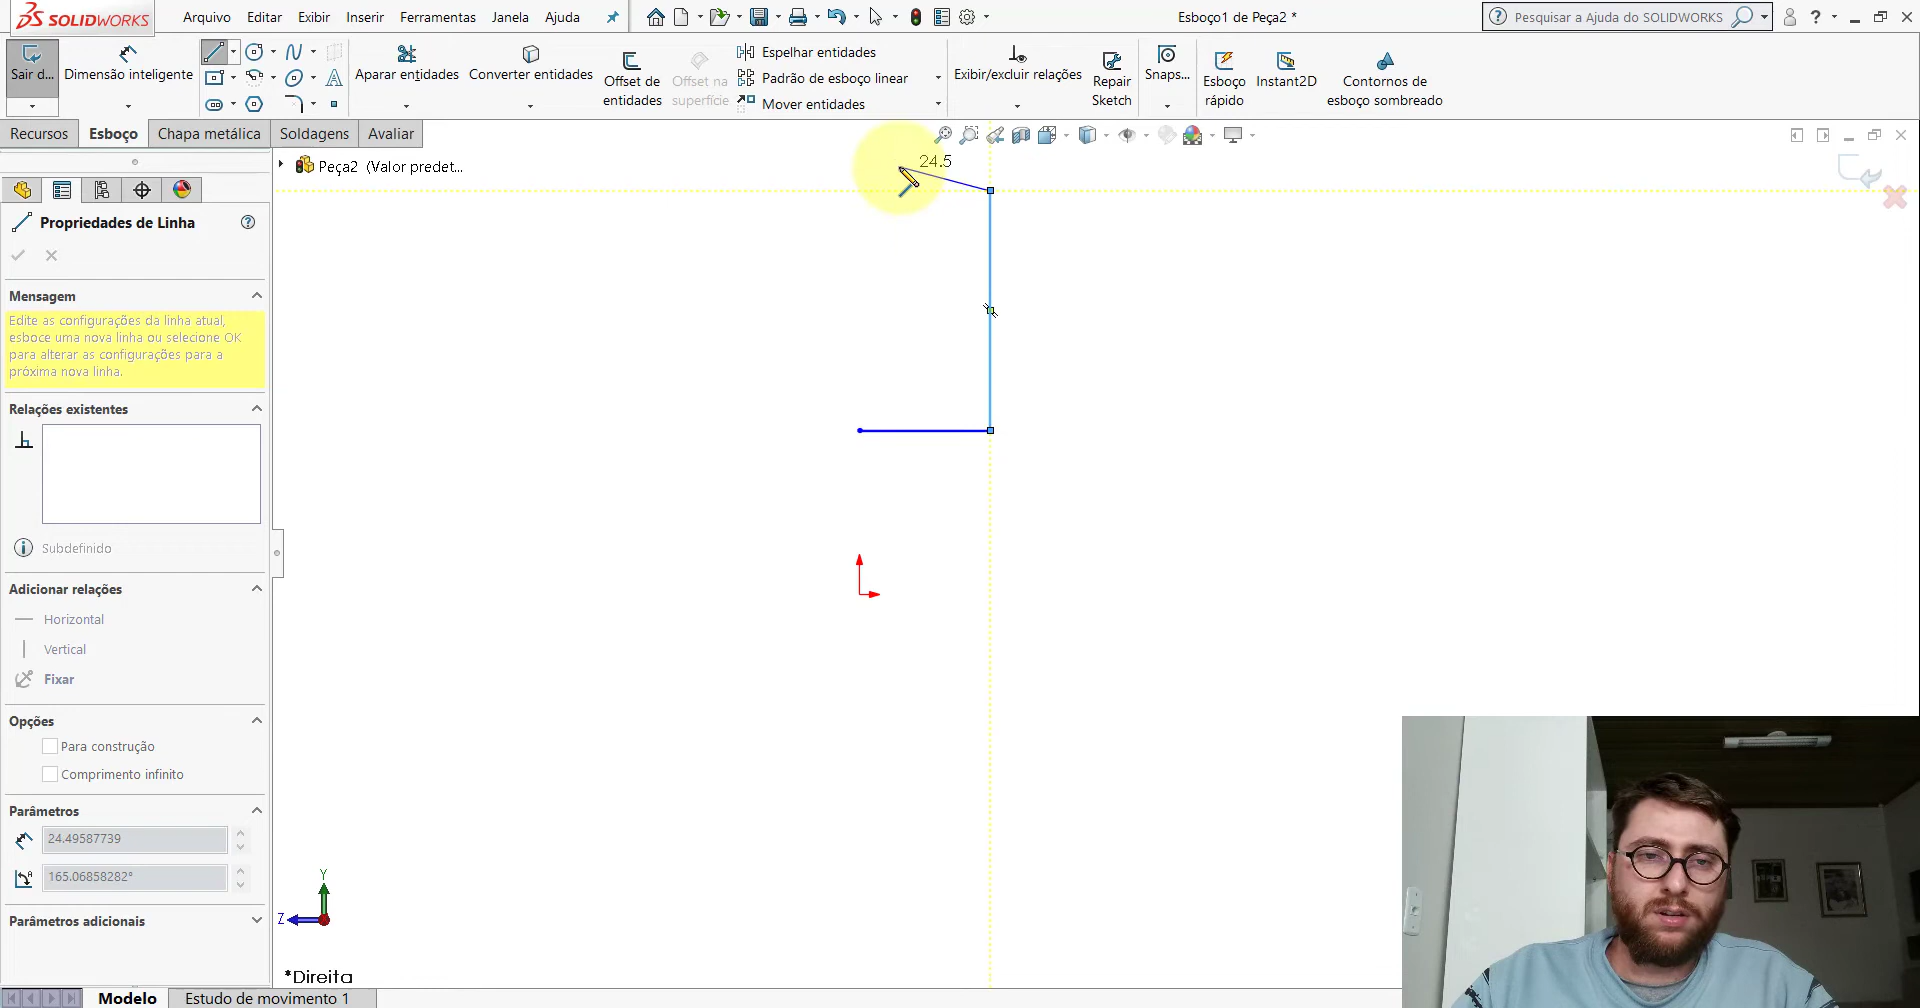 SOLIDWORKS
Arquivo Editar Exibir Inserir Ferramentas Janela Ajuda
Esboço1 de Peça2 *
Pesquisar a Ajuda do SOLIDWORKS
Sair d...
Dimensão inteligente
Aparar entidades
Converter entidades
Offset de
entidades
Offset na
superfície
Espelhar entidades
Padrão de esboço linear
Mover entidades
Exibir/excluir relações
Repair
Sketch
Snaps...
Esboço
rápido
Instant2D
Contornos de
esboço sombreado
Recursos Esboço Chapa metálica Soldagens Avaliar
Peça2 (Valor predet...
24.5
Propriedades de Linha
Mensagem
Edite as configurações da linha atual,
esboce uma nova linha ou selecione OK
para alterar as configurações para a
próxima nova linha.
Relações existentes
Subdefinido
Adicionar relações
Horizontal
Vertical
Fixar
Opções
Para construção
Comprimento infinito
Parâmetros
24.49587739
165.06858282°
Parâmetros adicionais
Y
Z
*Direita
Modelo Estudo de movimento 1